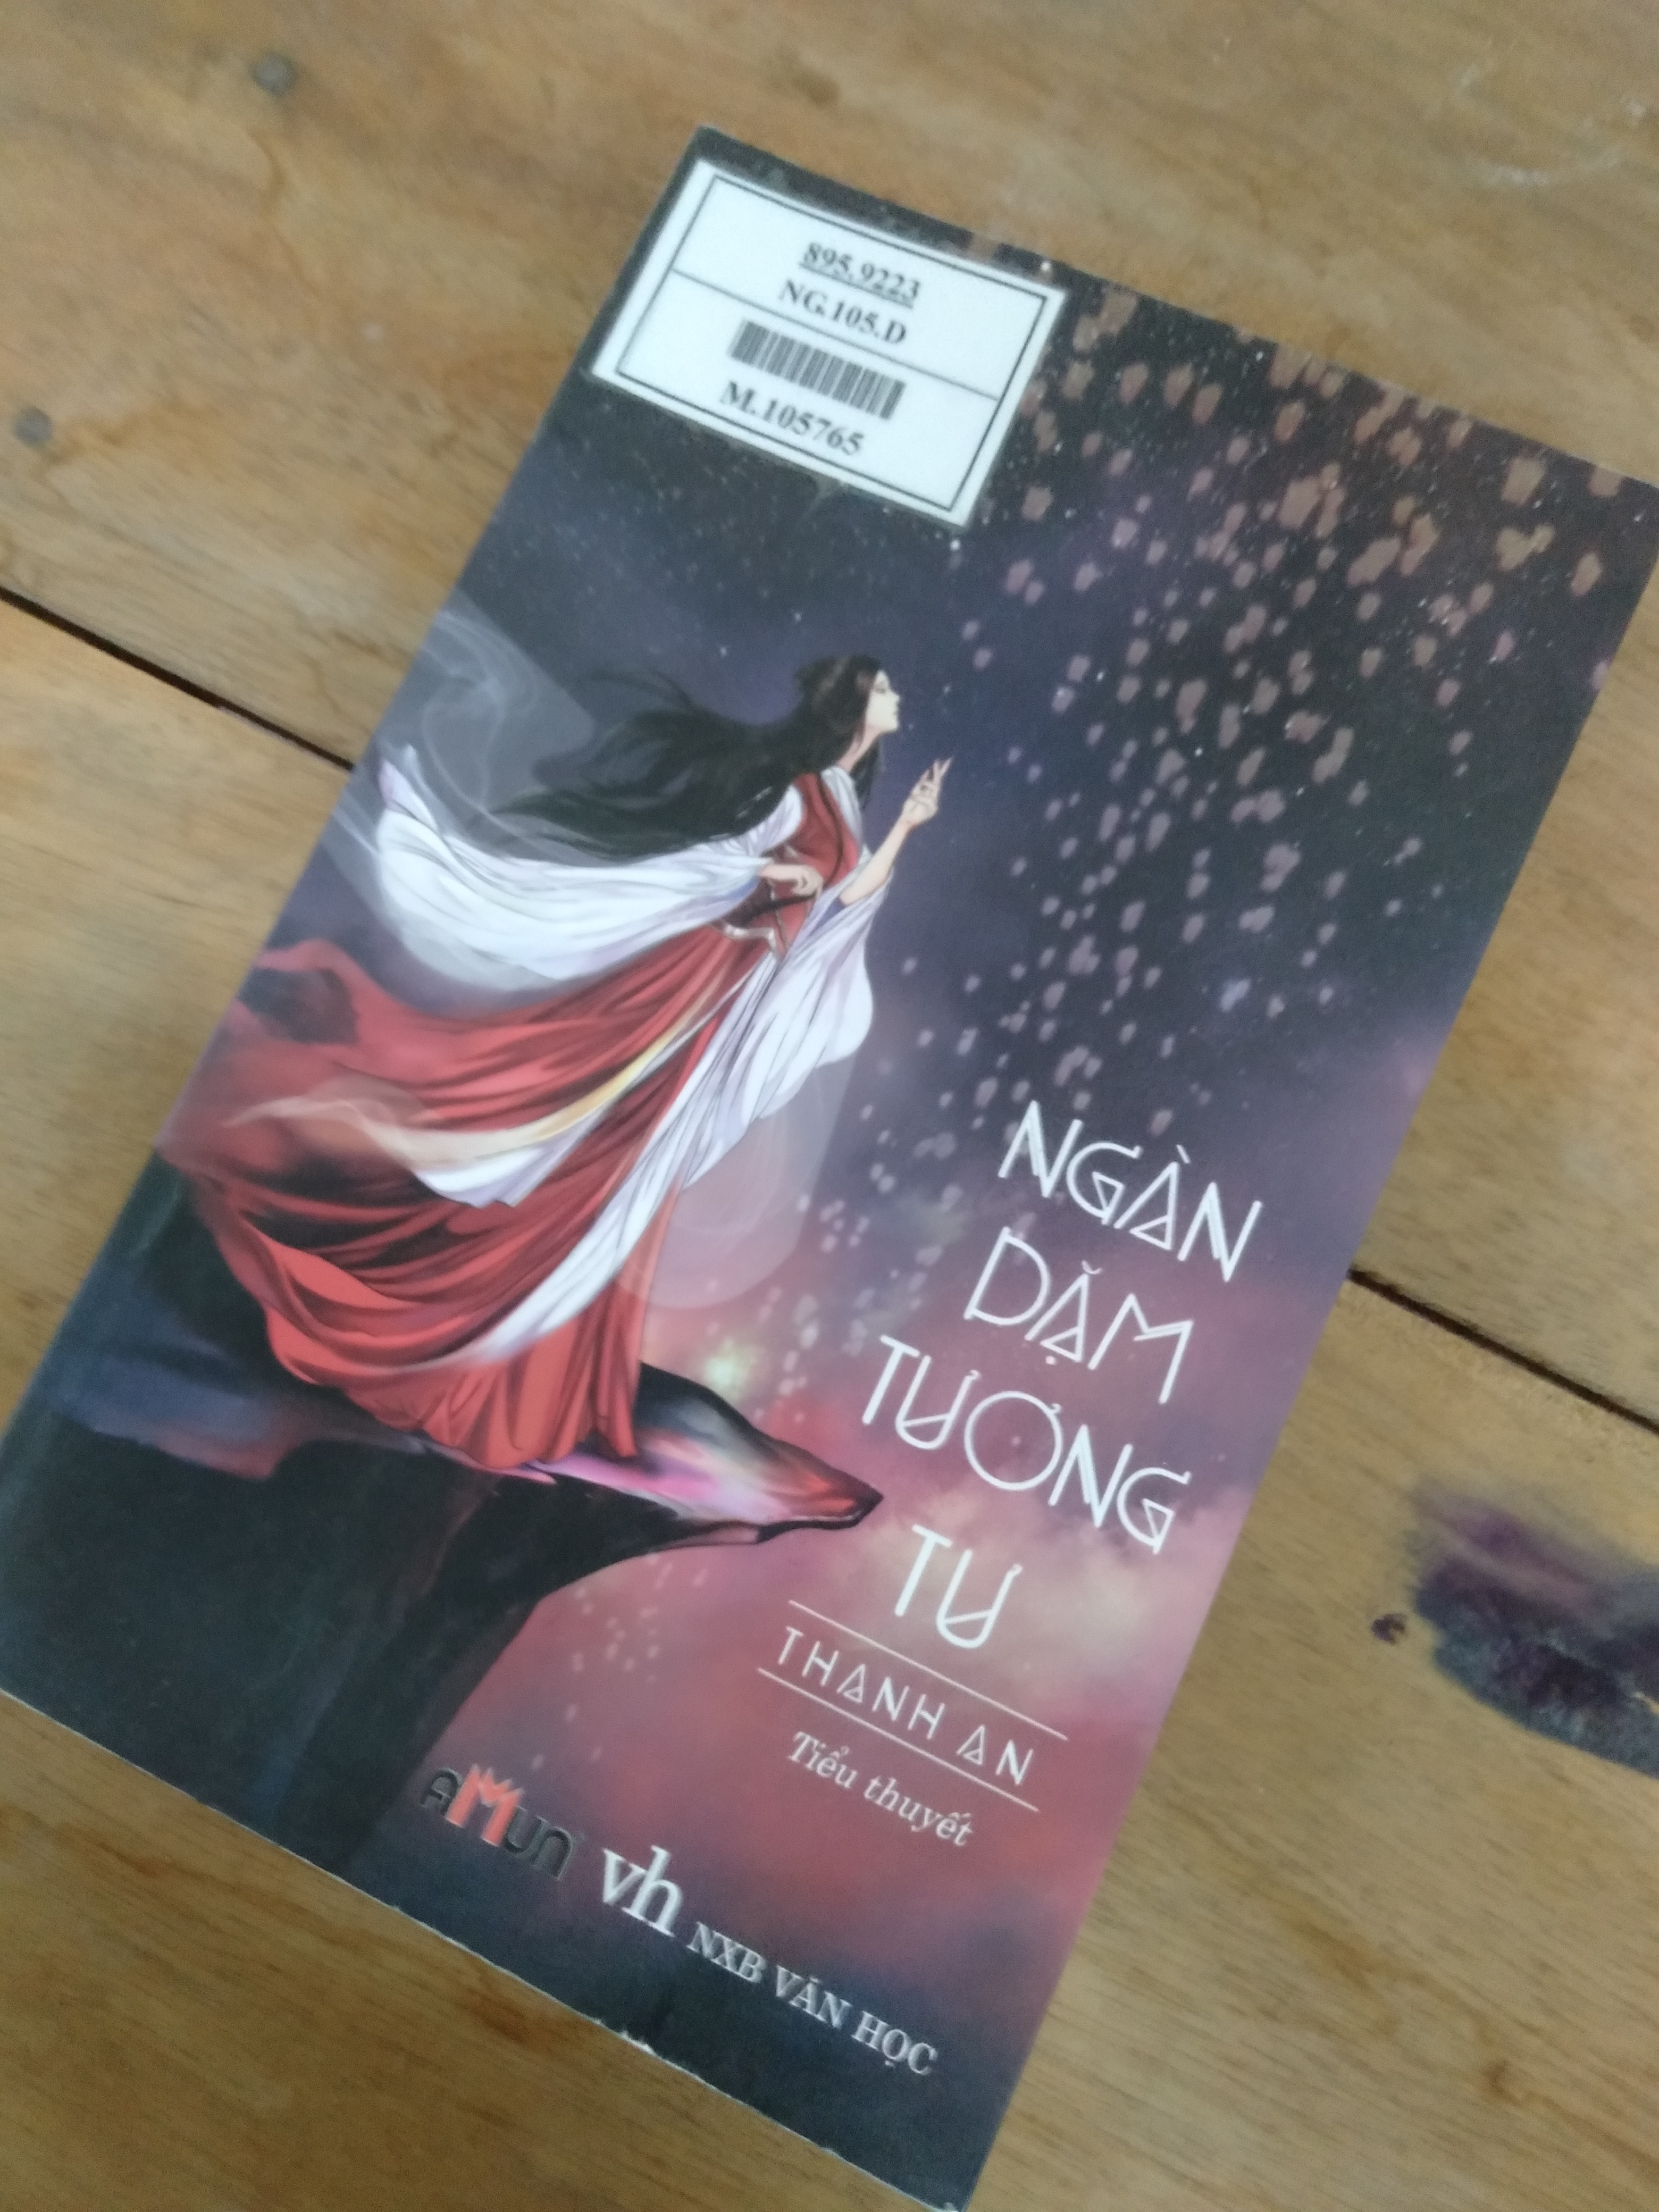 895.9223
NG.105.D
M.105765
NGÀN
DẶM
TƯƠNG
TƯ
THANH AN
Tiểu thuyết
AMUN
vh NXB VĂN HỌC